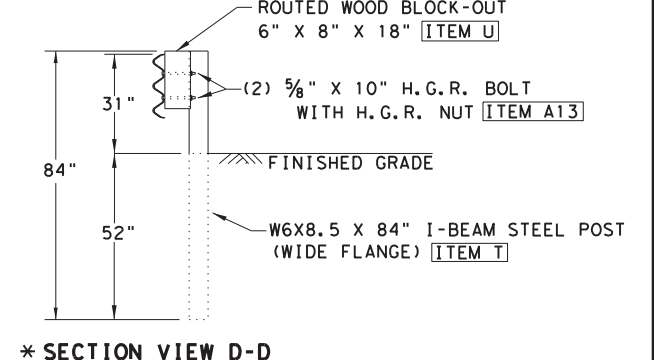 ROUTED WOOD BLOCK-OUT
6" X 8" X 18" ITEM U
(2) ⅝" X 10" H.G.R. BOLT
WITH H.G.R. NUT ITEM A13
31"
FINISHED GRADE
84"
52"
W6X8.5 X 84" I-BEAM STEEL POST
(WIDE FLANGE) ITEM T
* SECTION VIEW D-D